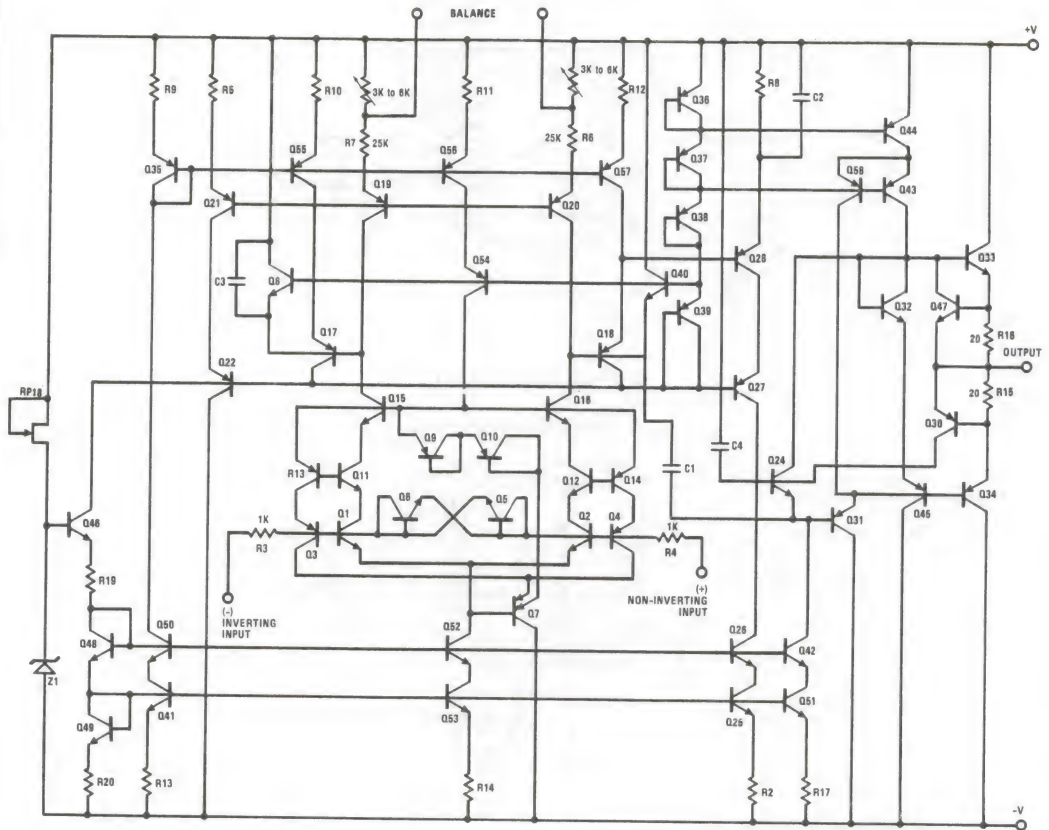 BALANCE
+V
R9
R5
R10
3K to 6K
R11
3K to 6K
R12
Q36
R8
C2
R7
25K
25K
R6
Q44
Q35
Q55
Q56
Q57
Q37
Q58
Q43
Q21
Q19
Q20
Q38
Q28
Q33
C3
Q6
Q54
Q40
Q32
Q47
Q39
R16
20
Q17
Q18
OUTPUT
Q22
Q27
20
R15
RP18
Q15
Q16
Q30
Q9
Q10
C4
Q24
R13
Q11
Q12
Q14
C1
Q8
Q5
Q46
1K
Q1
Q2
Q4
1K
Q31
Q45
Q34
R3
Q3
R4
R19
(-)
INVERTING
INPUT
Q7
(+)
NON-INVERTING
INPUT
Q48
Q50
Q52
Q26
Q42
Z1
Q49
Q41
Q53
Q25
Q51
R20
R13
R14
R2
R17
-V